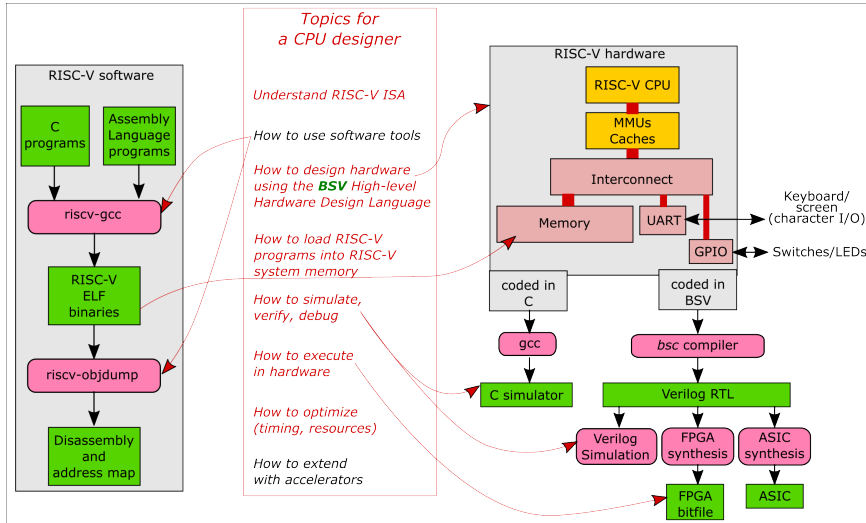 Topics for
a CPU designer
Understand RISC-V ISA
How to use software tools
How to design hardware
using the BSV High-level
Hardware Design Language
How to load RISC-V
programs into RISC-V
system memory
How to simulate,
verify, debug
How to execute
in hardware
How to optimize
(timing, resources)
How to extend
with accelerators
RISC-V software
C
programs
Assembly
Language
programs
riscv-gcc
RISC-V
ELF
binaries
riscv-objdump
Disassembly
and
address map
RISC-V hardware
RISC-V CPU
MMUs
Caches
Interconnect
Memory
UART
GPIO
Keyboard/
screen
(character I/O)
Switches/LEDs
coded in
C
coded in
BSV
gcc
bsc compiler
C simulator
Verilog RTL
Verilog
Simulation
FPGA
synthesis
ASIC
synthesis
FPGA
bitfile
ASIC